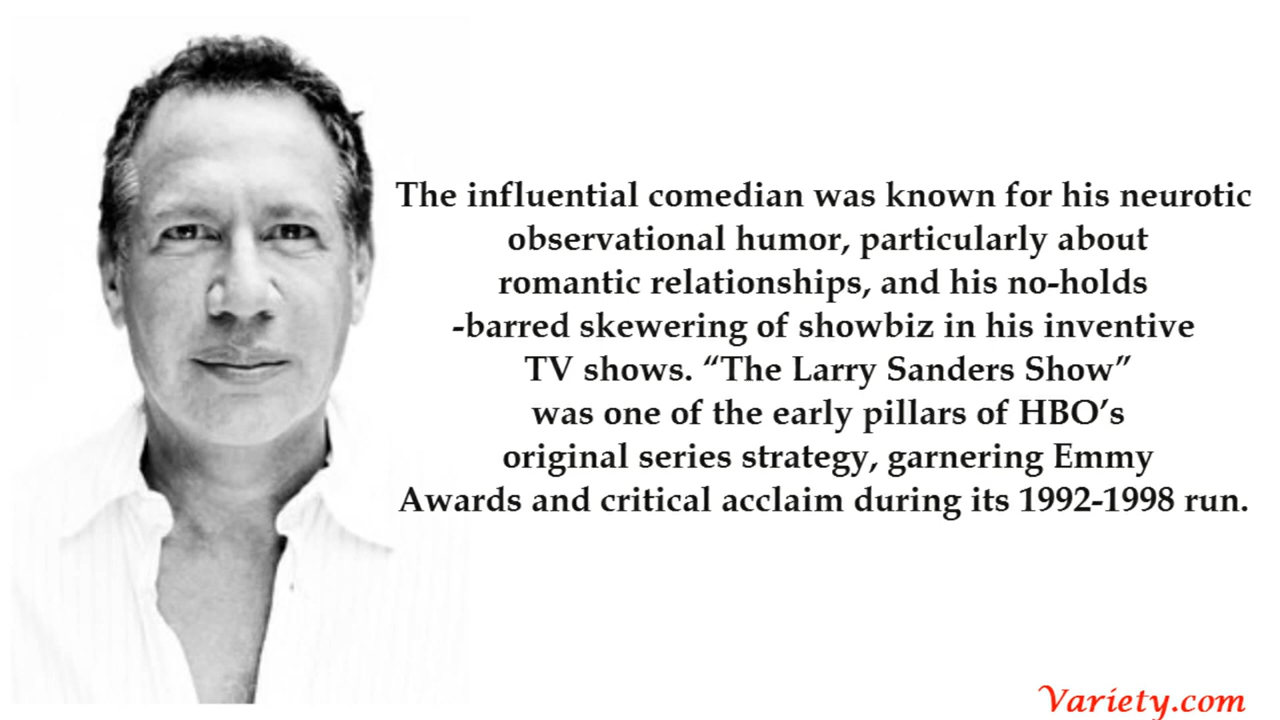 The influential comedian was known for his neurotic
observational humor, particularly about
romantic relationships, and his no-holds
-barred skewering of showbiz in his inventive
TV shows. “The Larry Sanders Show”
was one of the early pillars of HBO’s
original series strategy, garnering Emmy
Awards and critical acclaim during its 1992-1998 run.
Variety.com